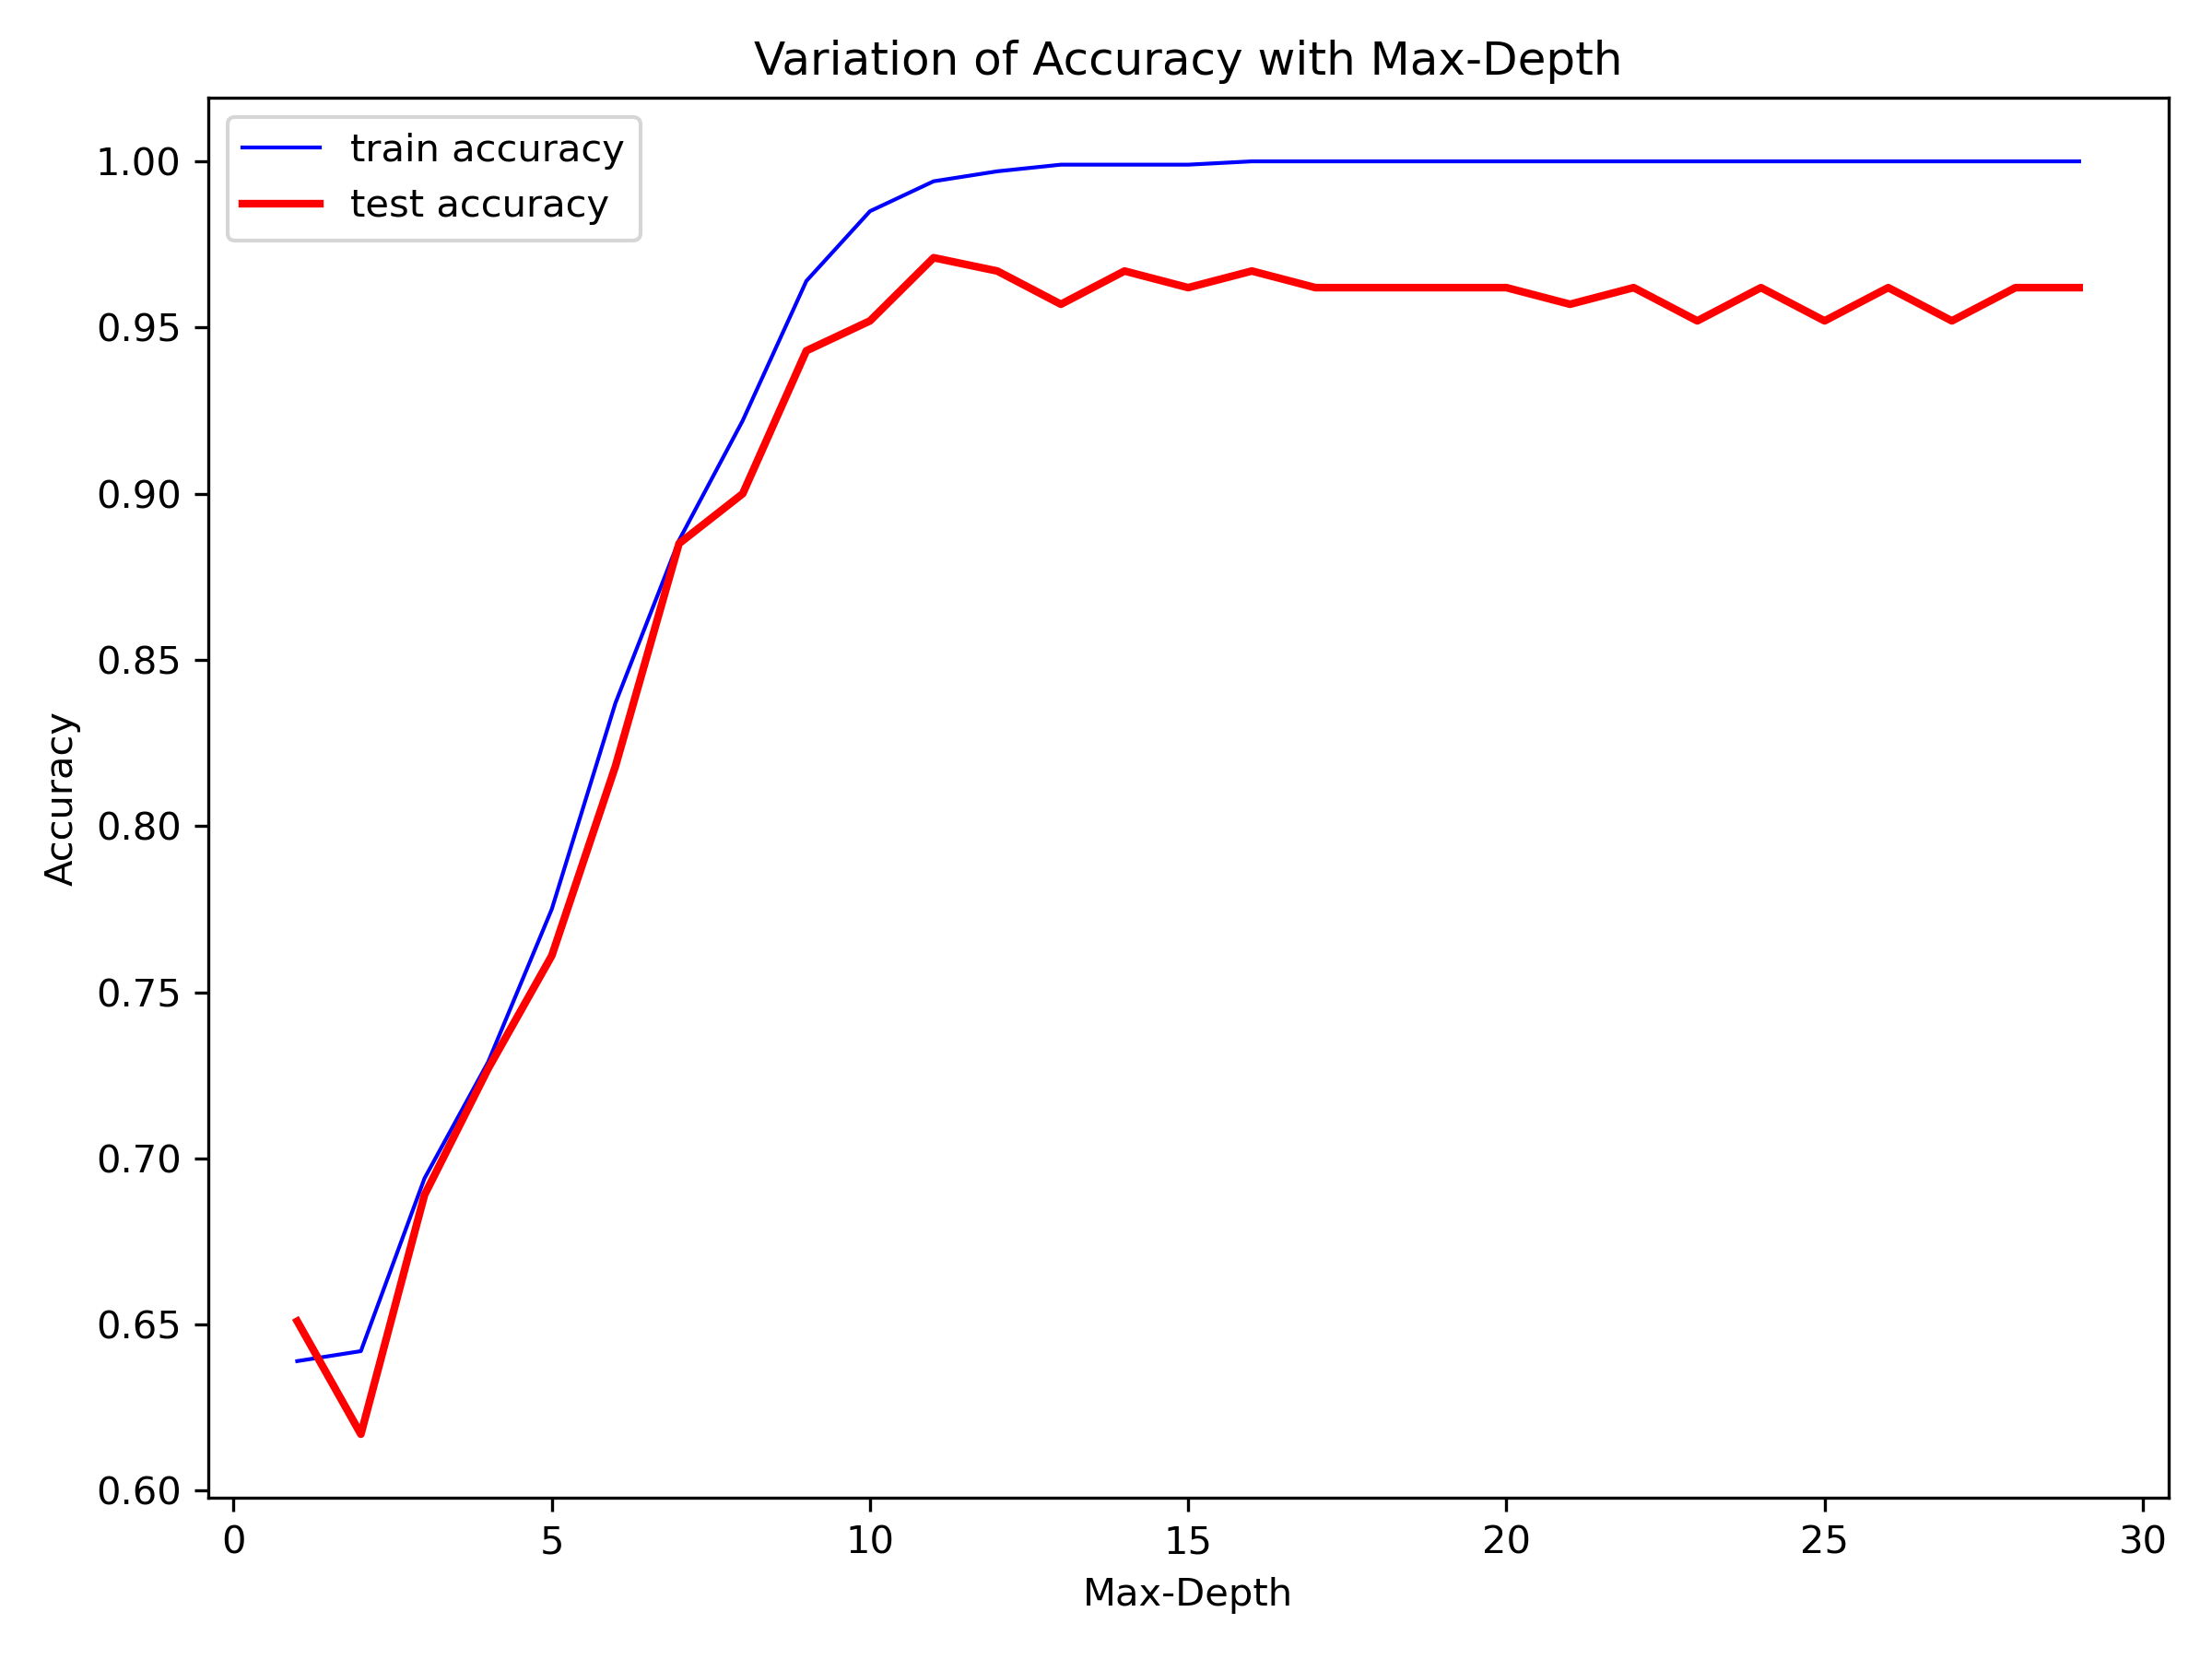 Variation of Accuracy with Max-Depth
train accuracy
test accuracy
1.00
0.95
0.90
0.85
0.80
0.75
0.70
0.65
0.60
Accuracy
0 5 10 15 20 25 30
Max-Depth